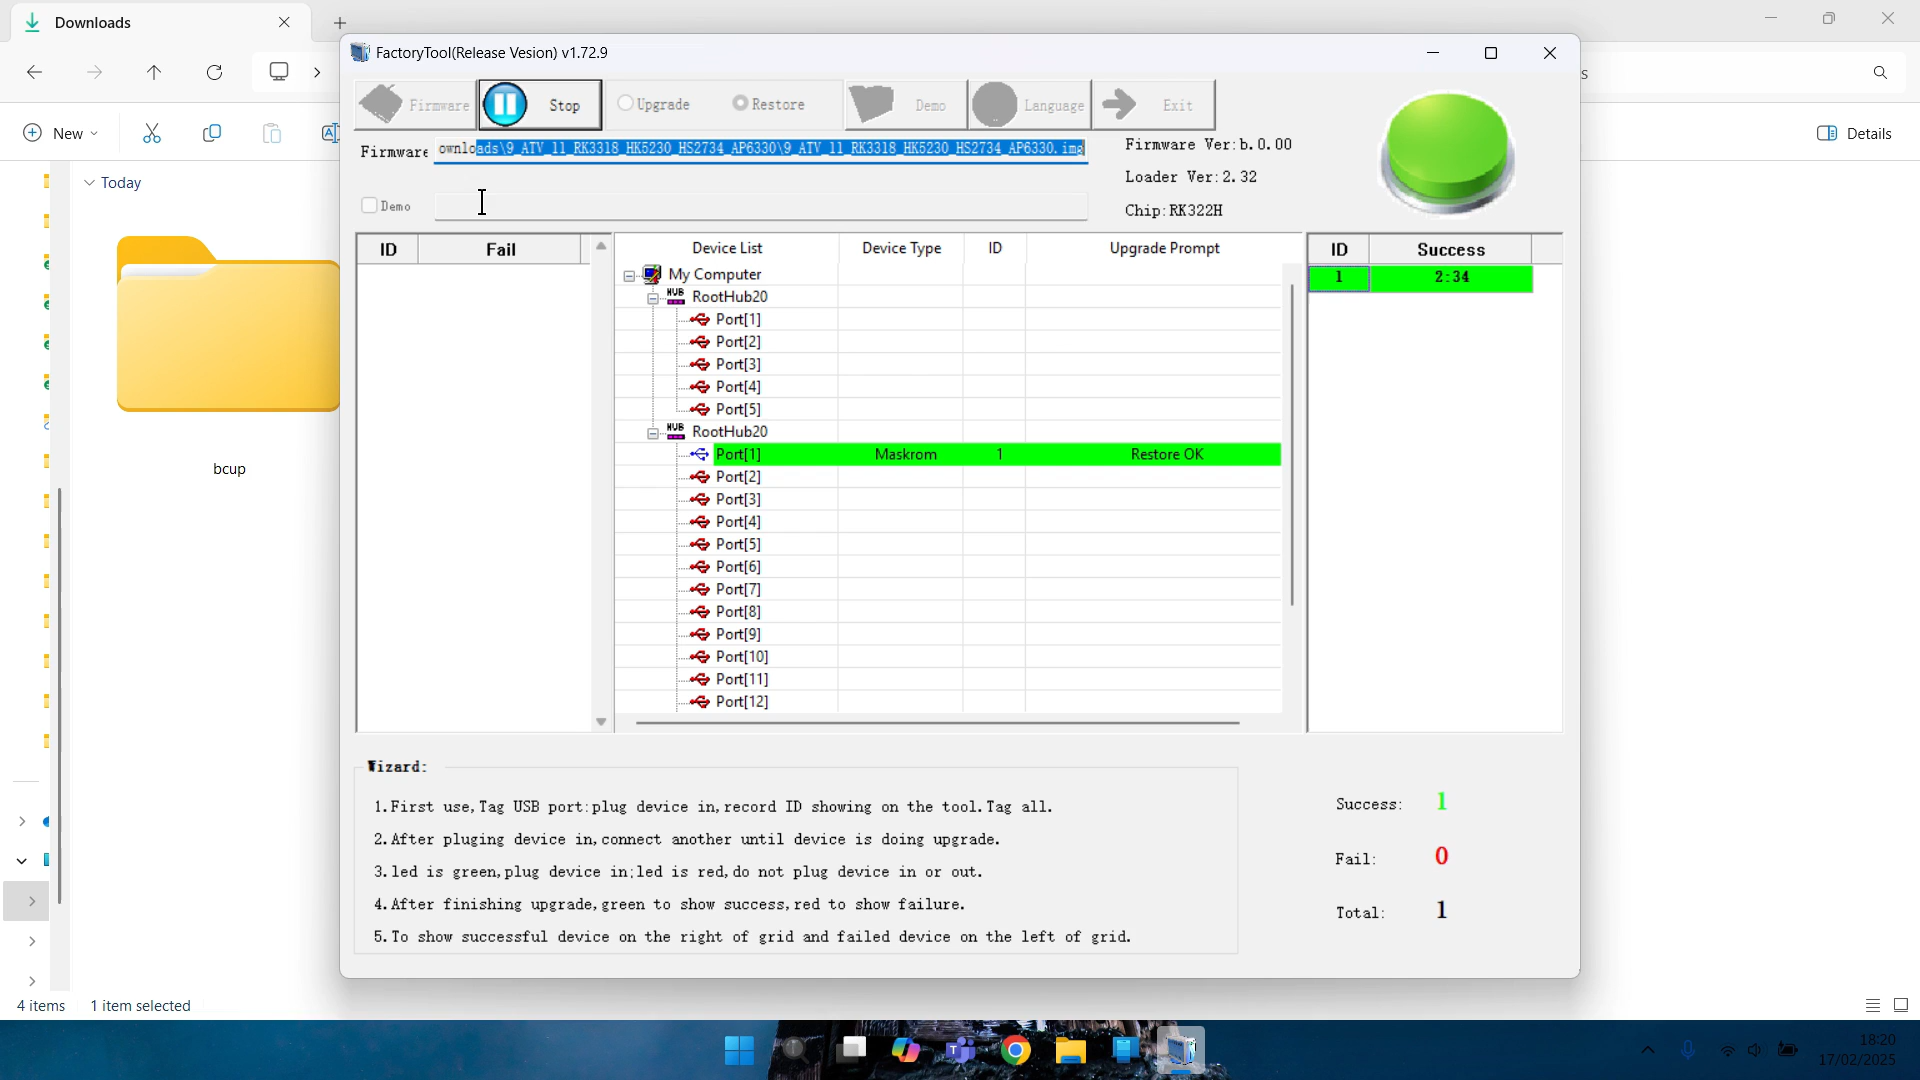 Downloads
FactoryTool(Release Vesion) v1.72.9
s
Firmware
Stop
Upgrade
Restore
Demo
Language
Exit
Firmware
ownloads\9_ATV_11_RK3318_HK5230_HS2734_AP6330\9_ATV_11_RK3318_HK5230_HS2734_AP6330.img
Firmware Ver:b.0.00
Loader Ver:2.32
Chip:RK322H
Demo
New
Details
Today
bcup
ID Fail
Device List Device Type ID Upgrade Prompt
My Computer
RootHub20
Port[1]
Port[2]
Port[3]
Port[4]
Port[5]
RootHub20
Port[1] Maskrom 1 Restore OK
Port[2]
Port[3]
Port[4]
Port[5]
Port[6]
Port[7]
Port[8]
Port[9]
Port[10]
Port[11]
Port[12]
ID Success
1 2:34
Wizard:
1.First use,Tag USB port:plug device in,record ID showing on the tool.Tag all.
2.After pluging device in,connect another until device is doing upgrade.
3.led is green,plug device in;led is red,do not plug device in or out.
4.After finishing upgrade,green to show success,red to show failure.
5.To show successful device on the right of grid and failed device on the left of grid.
Success: 1
Fail: 0
Total: 1
4 items 1 item selected
18:20
17/02/2025